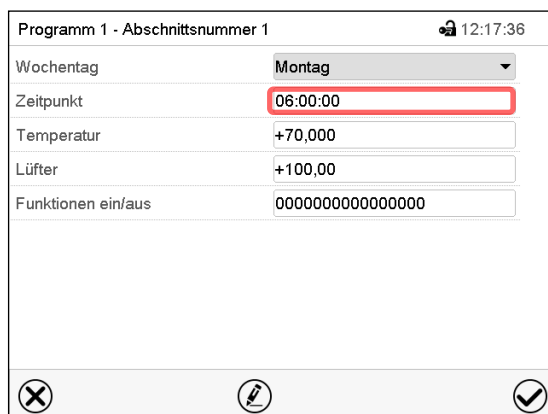 Programm 1 - Abschnittsnummer 1 12:17:36
Wochentag Montag
Zeitpunkt 06:00:00
Temperatur +70,000
Lüfter +100,00
Funktionen ein/aus 0000000000000000